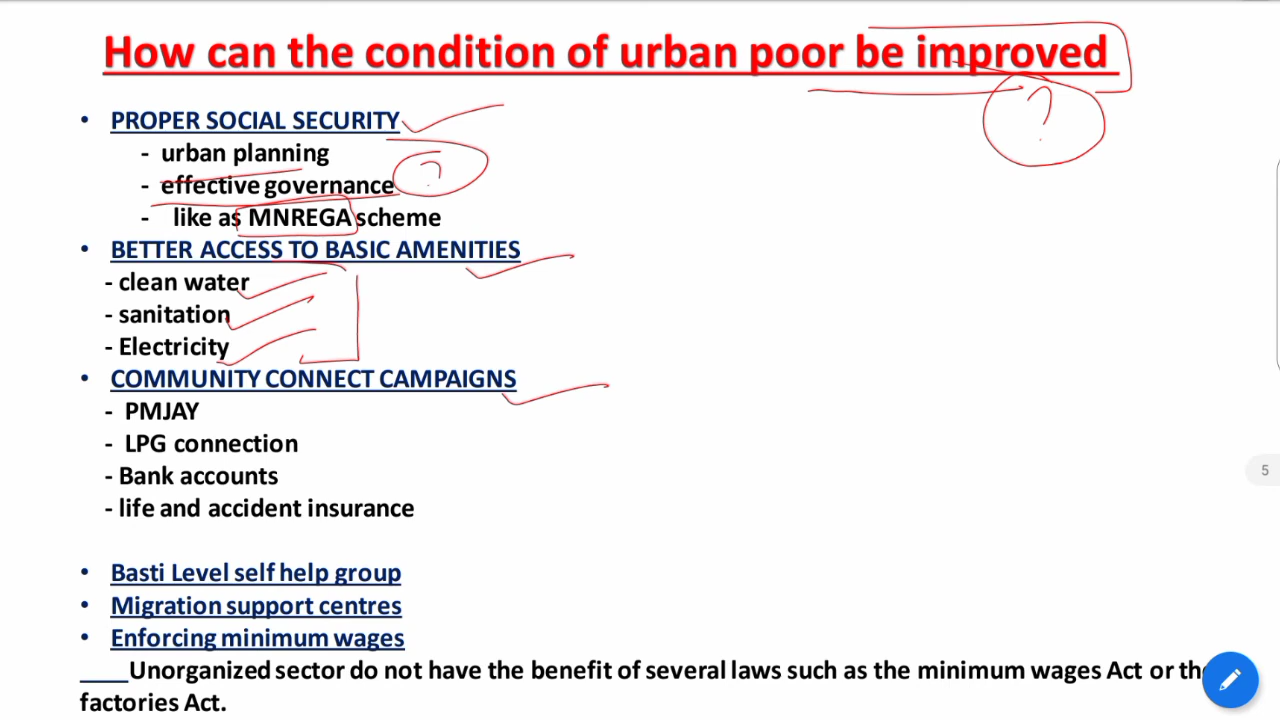 How can the condition of urban poor be improved
?
• PROPER SOCIAL SECURITY
- urban planning
- effective governance ?
- like as MNREGA scheme
• BETTER ACCESS TO BASIC AMENITIES
- clean water
- sanitation
- Electricity
• COMMUNITY CONNECT CAMPAIGNS
- PMJAY
- LPG connection
- Bank accounts
- life and accident insurance
5
• Basti Level self help group
• Migration support centres
• Enforcing minimum wages
Unorganized sector do not have the benefit of several laws such as the minimum wages Act or
factories Act.